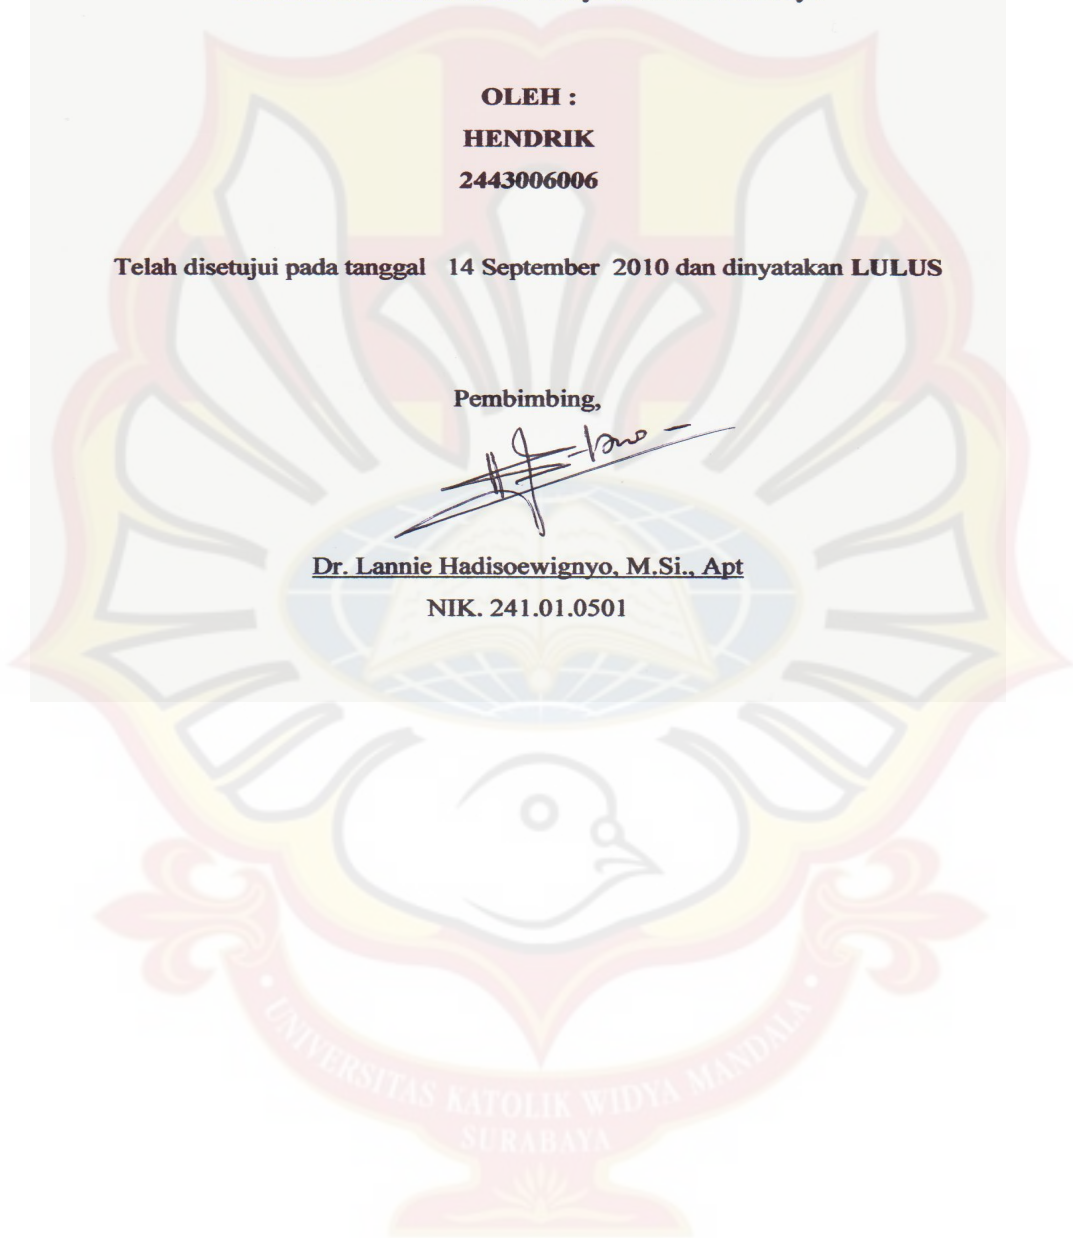 OLEH :
HENDRIK
2443006006
Telah disetujui pada tanggal 14 September 2010 dan dinyatakan LULUS
Pembimbing,
Dr. Lannie Hadisoewignyo, M.Si., Apt
NIK. 241.01.0501
UNIVERSITAS KATOLIK WIDYA MANDALA
SURABAYA